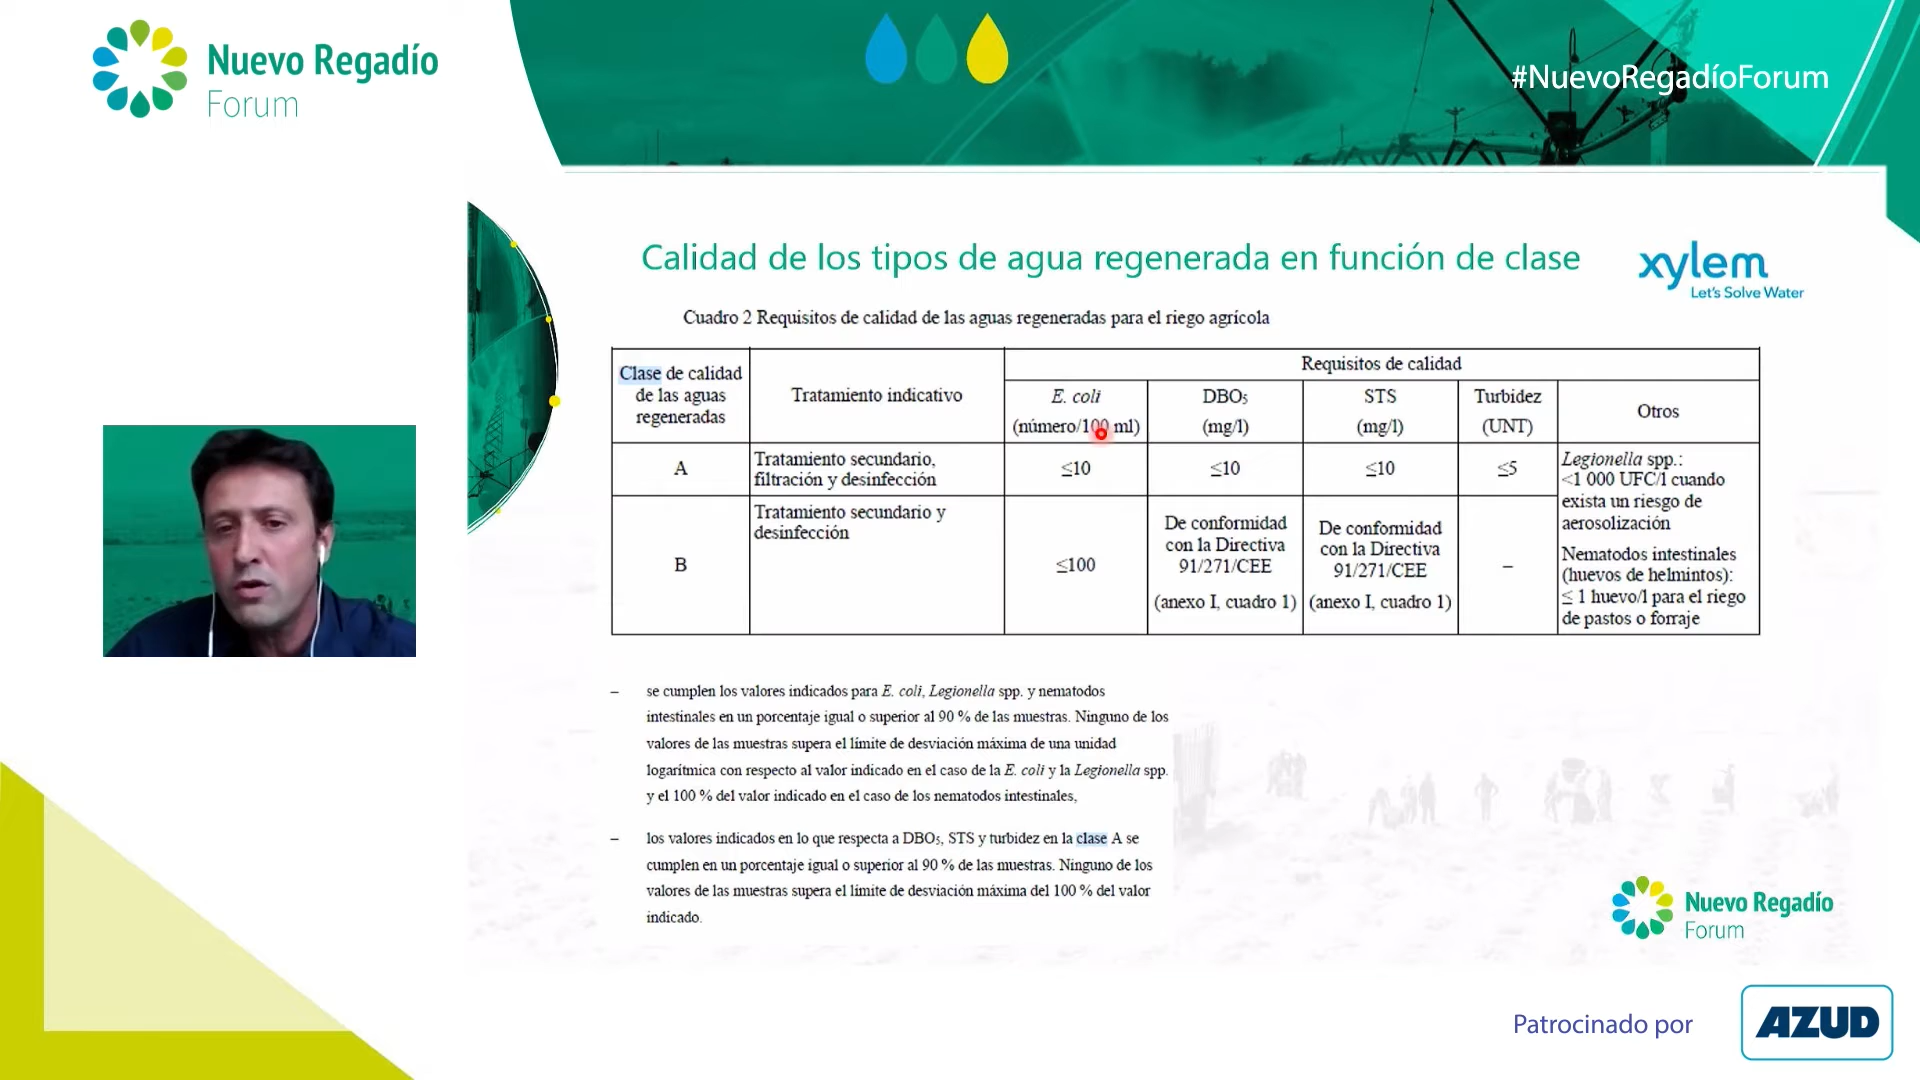 Nuevo Regadío
Forum
#NuevoRegadíoForum
Calidad de los tipos de agua regenerada en función de clase
xylem
Let's Solve Water
Cuadro 2 Requisitos de calidad de las aguas regeneradas para el riego agrícola
Clase de calidad
de las aguas
regeneradas
Tratamiento indicativo
Requisitos de calidad
E. coli
(número/100 ml)
DBO₅
(mg/l)
STS
(mg/l)
Turbidez
(UNT)
Otros
A
Tratamiento secundario,
filtración y desinfección
≤10
≤10
≤10
≤5
Legionella spp.:
<1 000 UFC/l cuando
exista un riesgo de
aerosolización
Nematodos intestinales
(huevos de helmintos):
≤ 1 huevo/l para el riego
de pastos o forraje
B
Tratamiento secundario y
desinfección
≤100
De conformidad
con la Directiva
91/271/CEE
(anexo I, cuadro 1)
De conformidad
con la Directiva
91/271/CEE
(anexo I, cuadro 1)
–
– se cumplen los valores indicados para E. coli, Legionella spp. y nematodos
intestinales en un porcentaje igual o superior al 90 % de las muestras. Ninguno de los
valores de las muestras supera el límite de desviación máxima de una unidad
logarítmica con respecto al valor indicado en el caso de la E. coli y la Legionella spp.
y el 100 % del valor indicado en el caso de los nematodos intestinales,
– los valores indicados en lo que respecta a DBO₅, STS y turbidez en la clase A se
cumplen en un porcentaje igual o superior al 90 % de las muestras. Ninguno de los
valores de las muestras supera el límite de desviación máxima del 100 % del valor
indicado.
Nuevo Regadío
Forum
Patrocinado por
AZUD